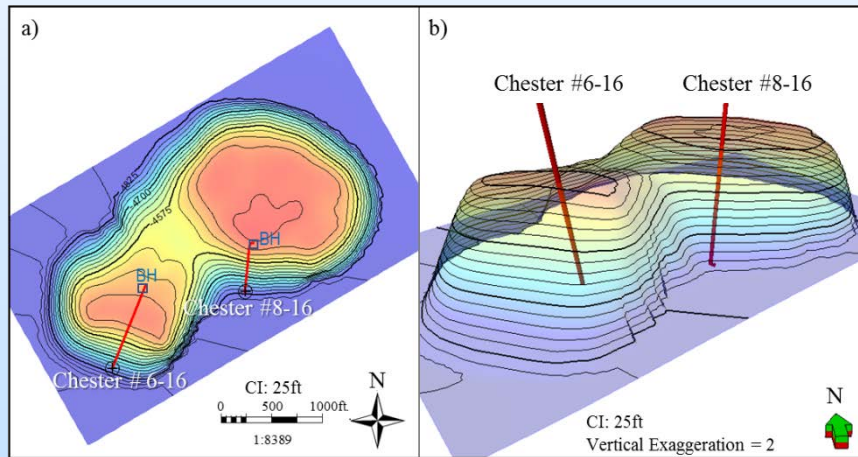 a)
4825
4700
4575
BH
BH
Chester #8-16
Chester # 6-16
CI: 25ft
0 500 1000ft.
1:8389
N
b)
Chester #6-16
Chester #8-16
CI: 25ft
Vertical Exaggeration = 2
N